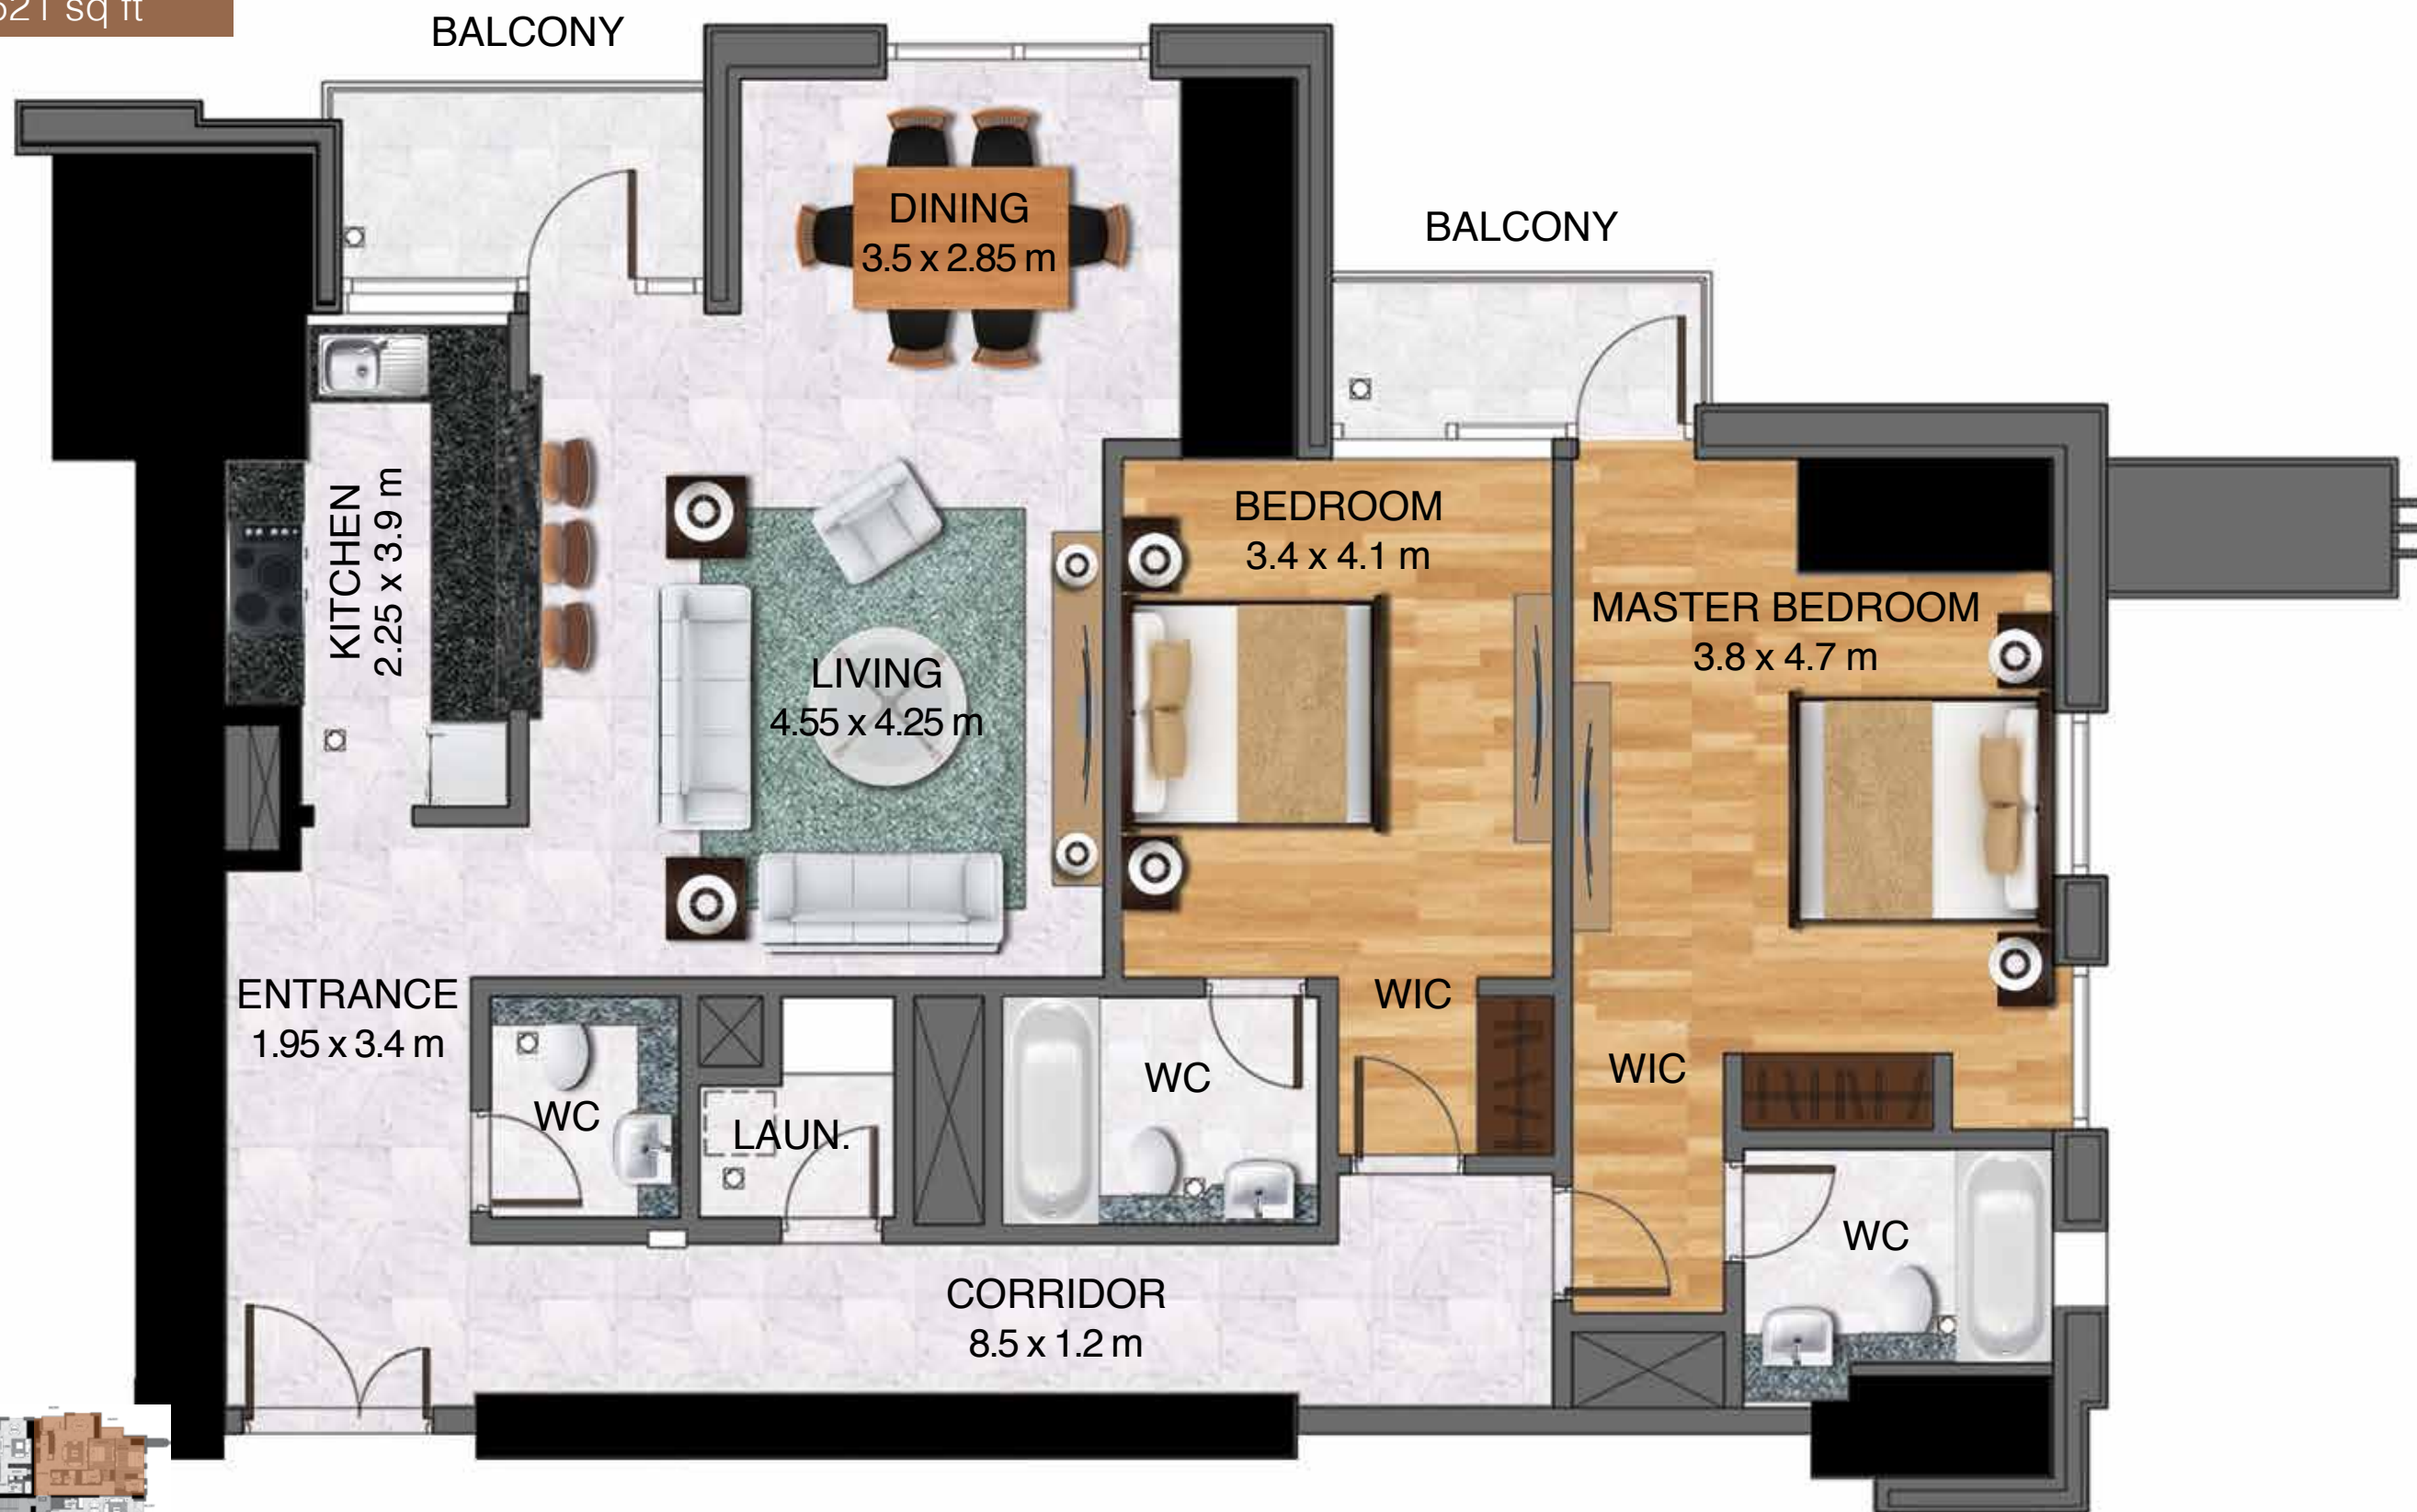 sq ft
BALCONY
DINING
3.5 x 2.85 m
BALCONY
KITCHEN
2.25 x 3.9 m
BEDROOM
3.4 x 4.1 m
MASTER BEDROOM
3.8 x 4.7 m
LIVING
4.55 x 4.25 m
ENTRANCE
1.95 x 3.4 m
WIC
WIC
WC
WC
LAUN.
WC
CORRIDOR
8.5 x 1.2 m